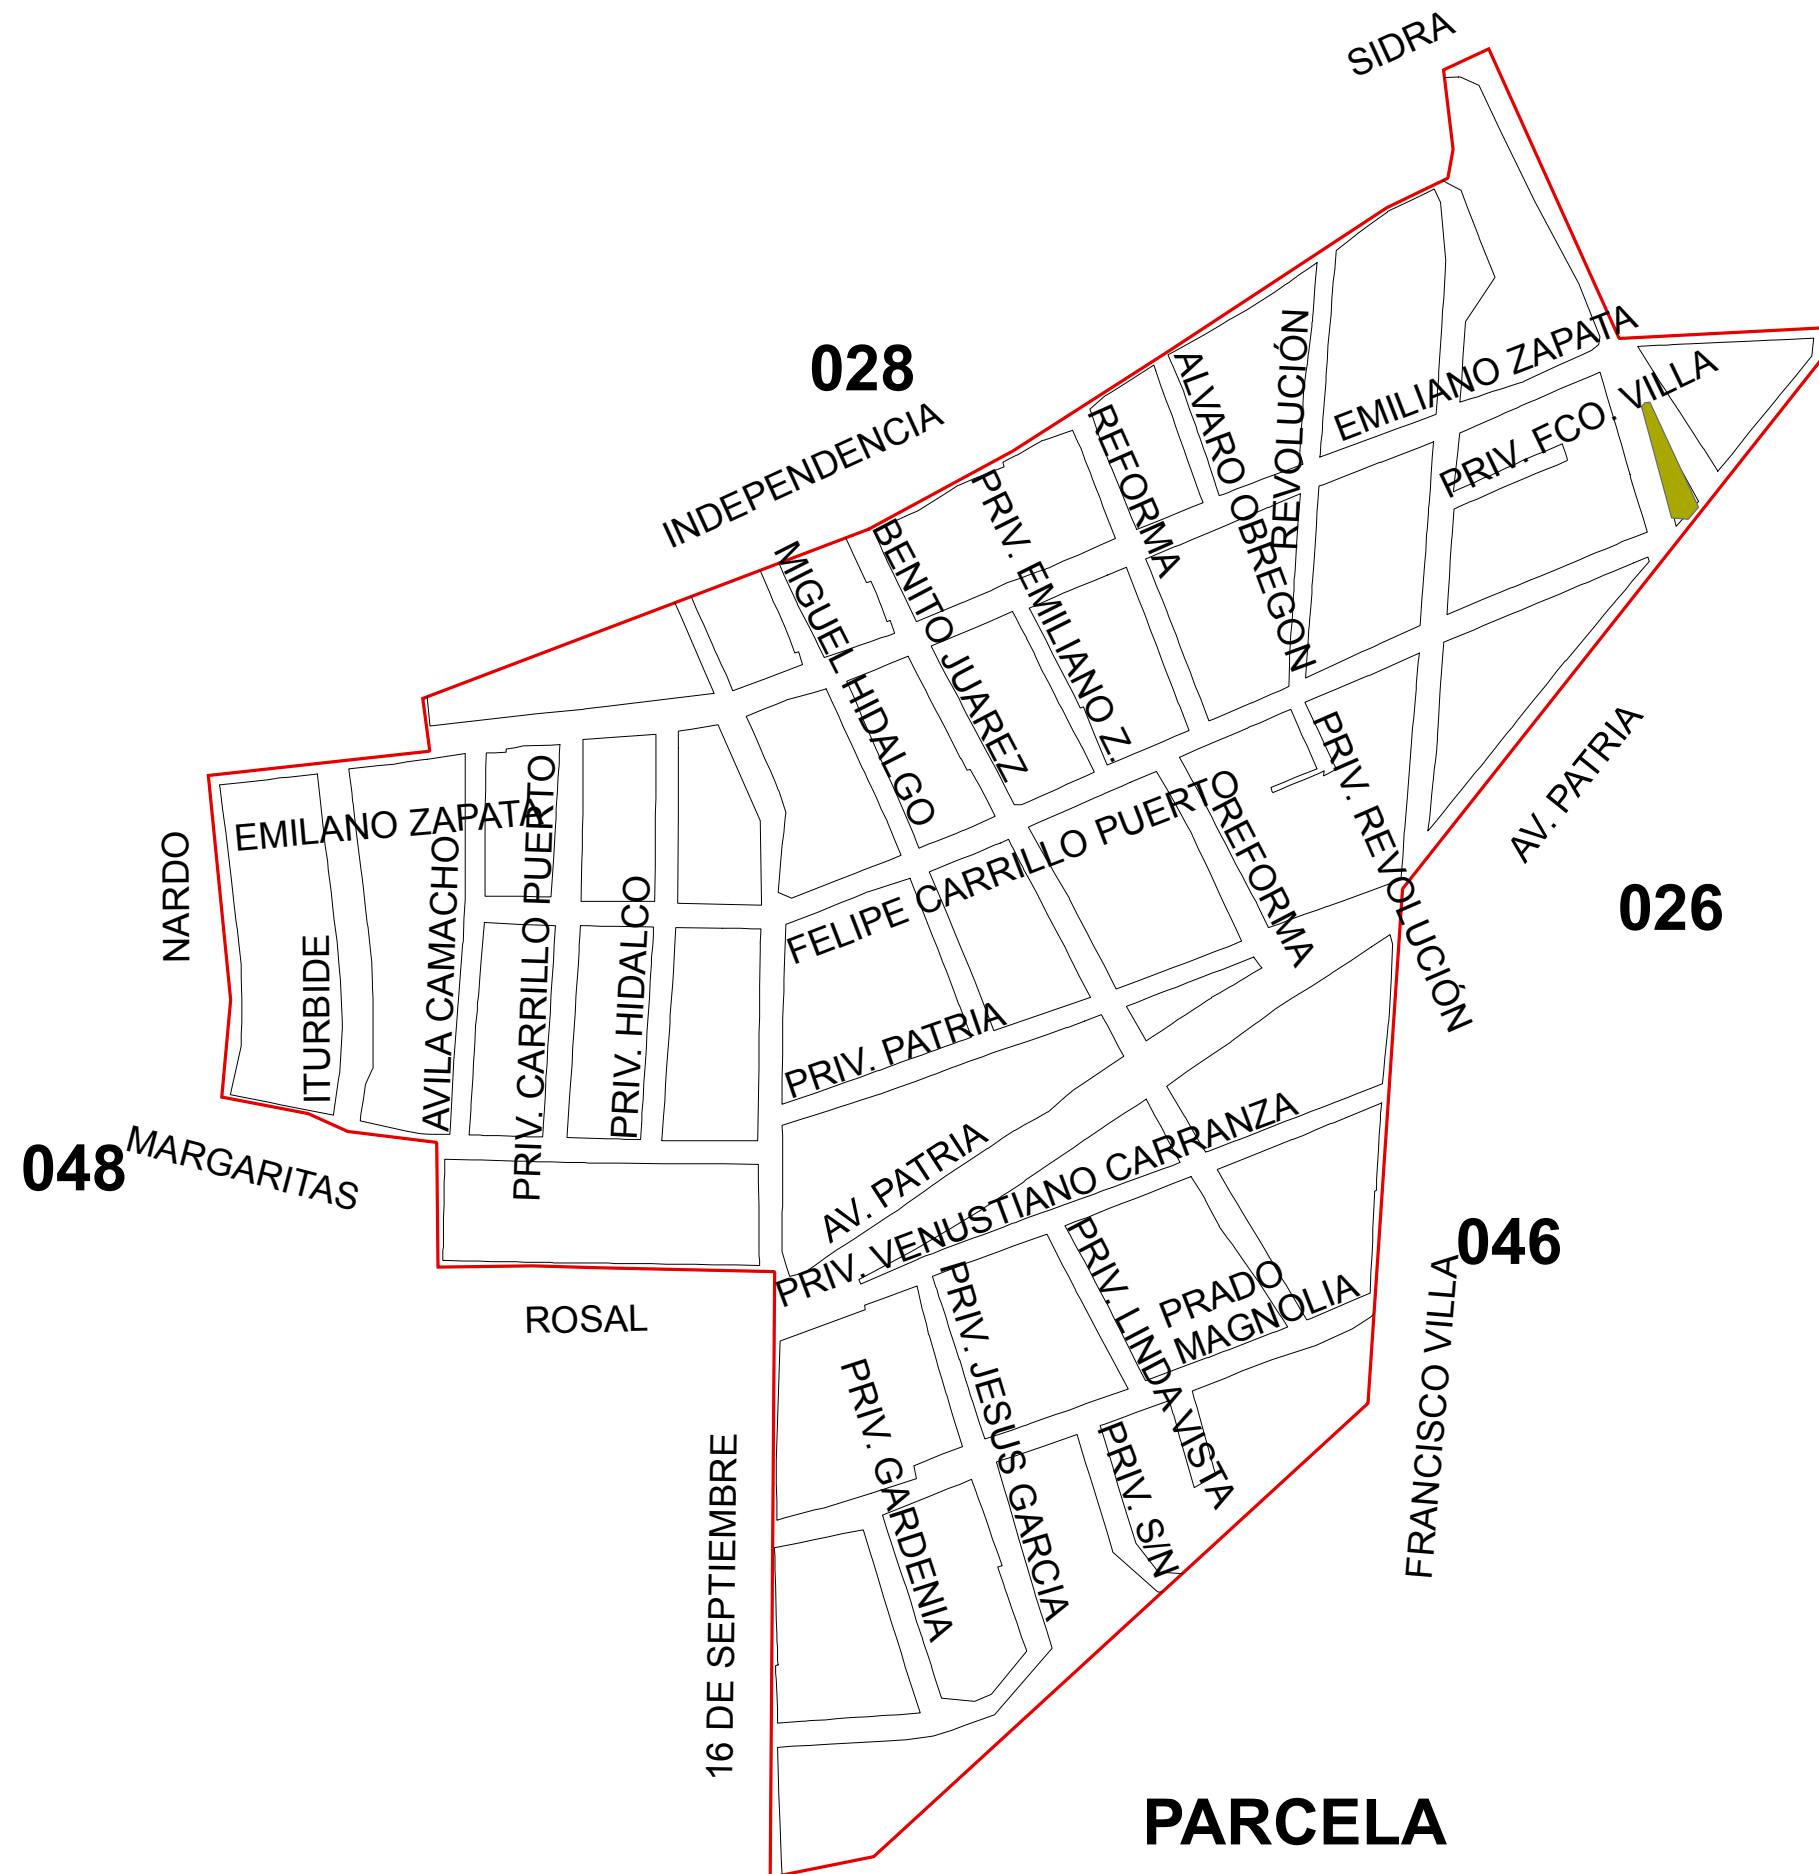 SIDRA
028
INDEPENDENCIA
REVOLUCIÓN
EMILIANO ZAPATA
PRIV. FCO. VILLA
ALVARO OBREGON
REFORMA
PRIV. EMILIANO Z.
BENITO JUAREZ
MIGUEL HIDALGO
AV. PATRIA
026
PRIV. REVOLUCIÓN
REFORMA
FELIPE CARRILLO PUERTO
EMILANO ZAPATA
NARDO
ITURBIDE
AVILA CAMACHO
PRIV. CARRILLO PUERTO
PRIV. HIDALCO
PRIV. PATRIA
048
MARGARITAS
AV. PATRIA
PRIV. VENUSTIANO CARRANZA
046
ROSAL
PRADO
MAGNOLIA
PRIV. LINDA VISTA
PRIV. JESUS GARCIA
PRIV. GARDENIA
PRIV. S/N
FRANCISCO VILLA
16 DE SEPTIEMBRE
PARCELA